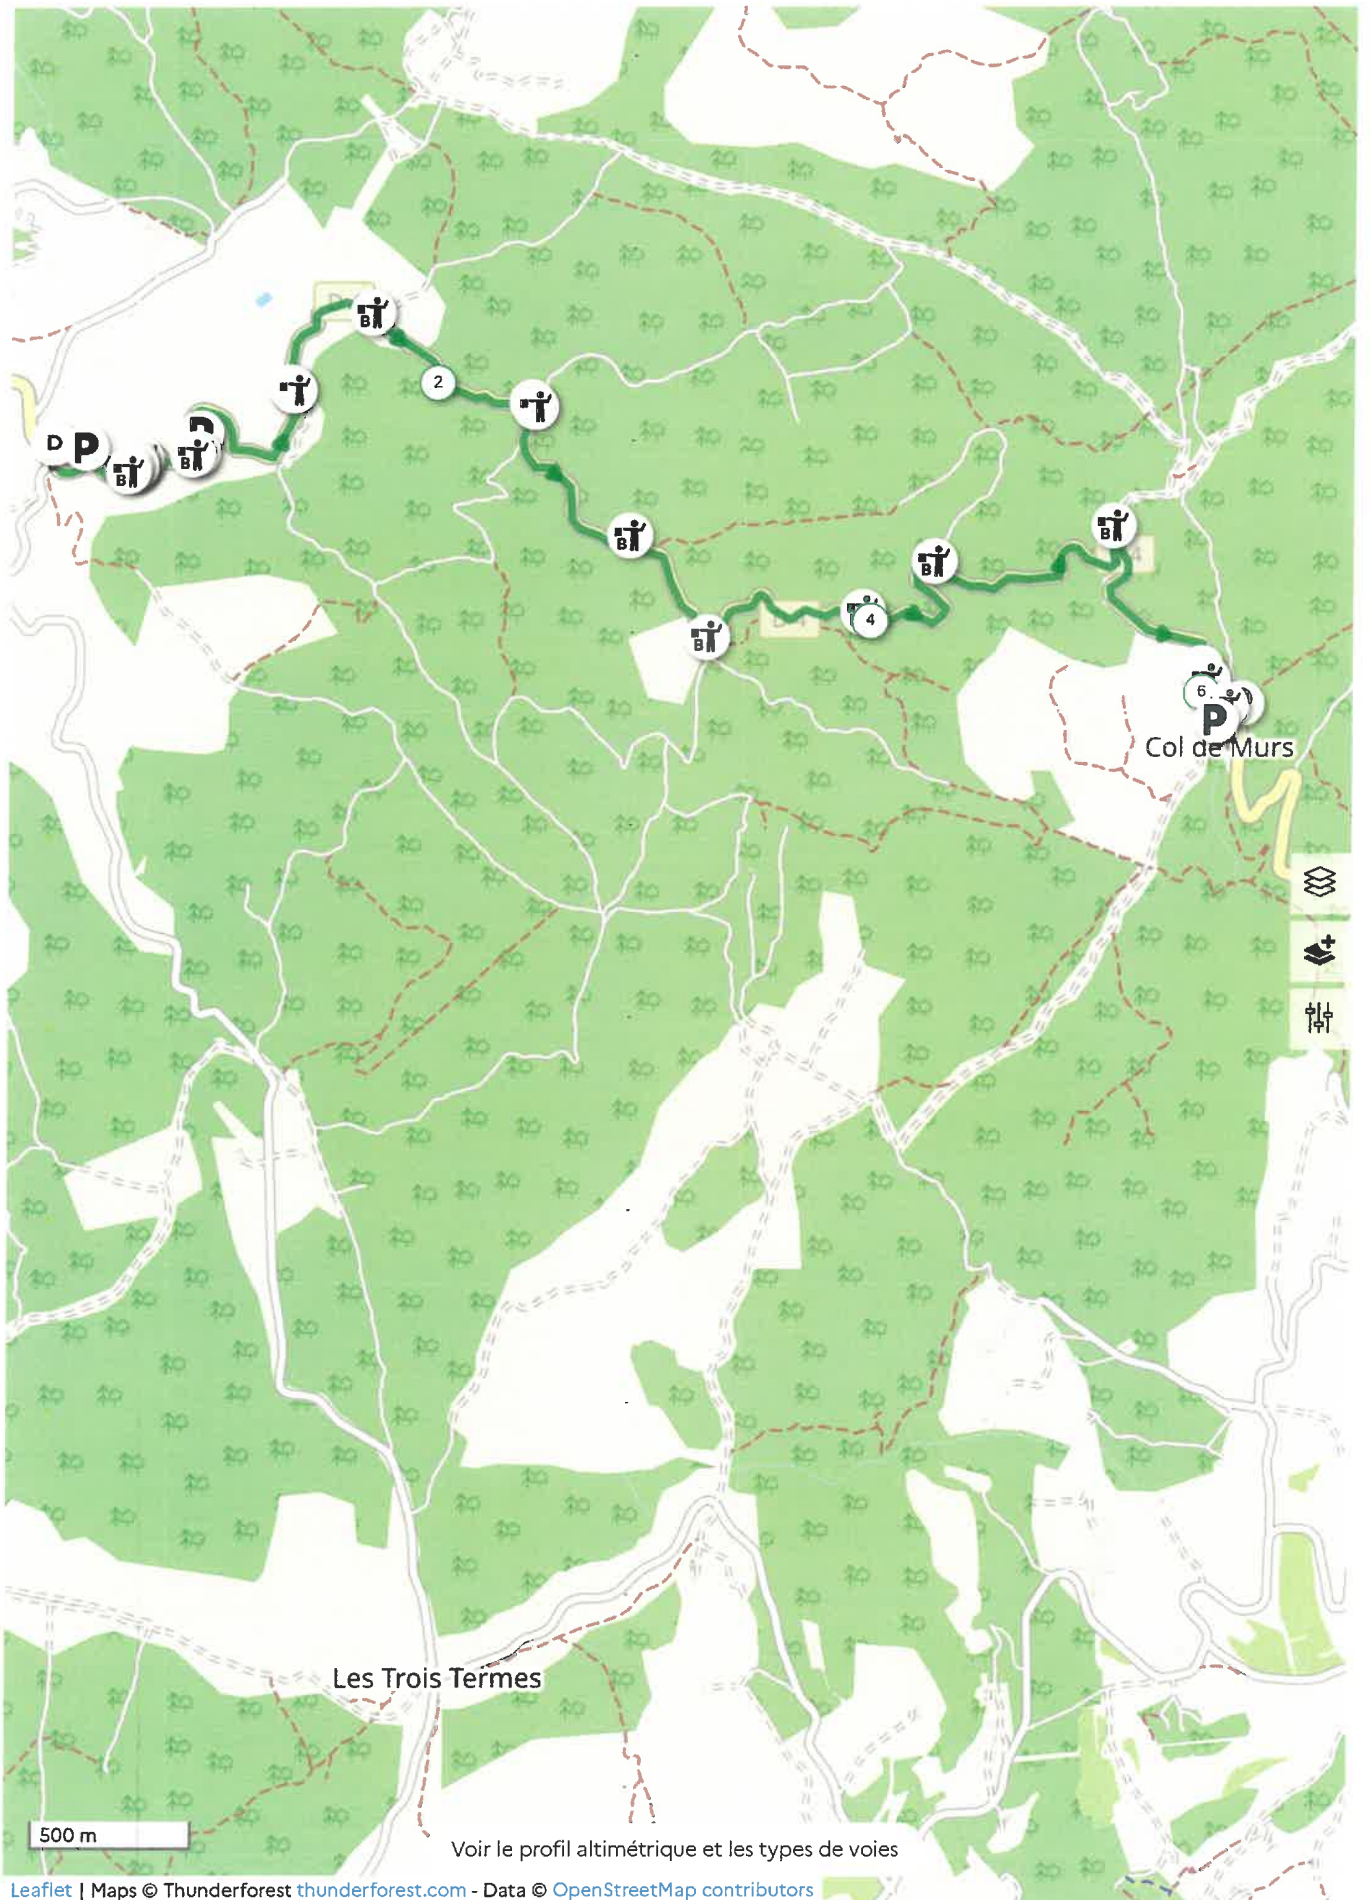 B
2
D P
B
B
B
B
B
4
B
4
B
6
P
Col de Murs
Les Trois Termes
500 m
Voir le profil altimétrique et les types de voies
Leaflet | Maps © Thunderforest thunderforest.com - Data © OpenStreetMap contributors